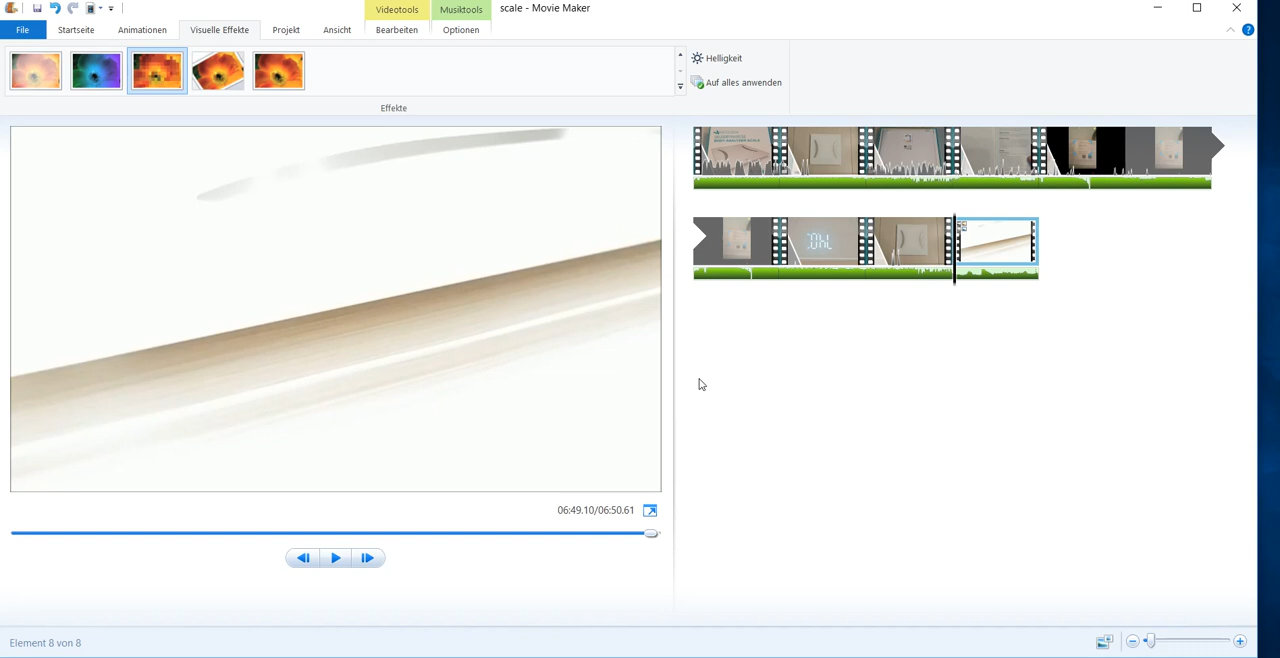 Videotools
Musiktools
scale - Movie Maker
File
Startseite
Animationen
Visuelle Effekte
Projekt
Ansicht
Bearbeiten
Optionen
Helligkeit
Auf alles anwenden
Effekte
06:49.10/06:50.61
Element 8 von 8